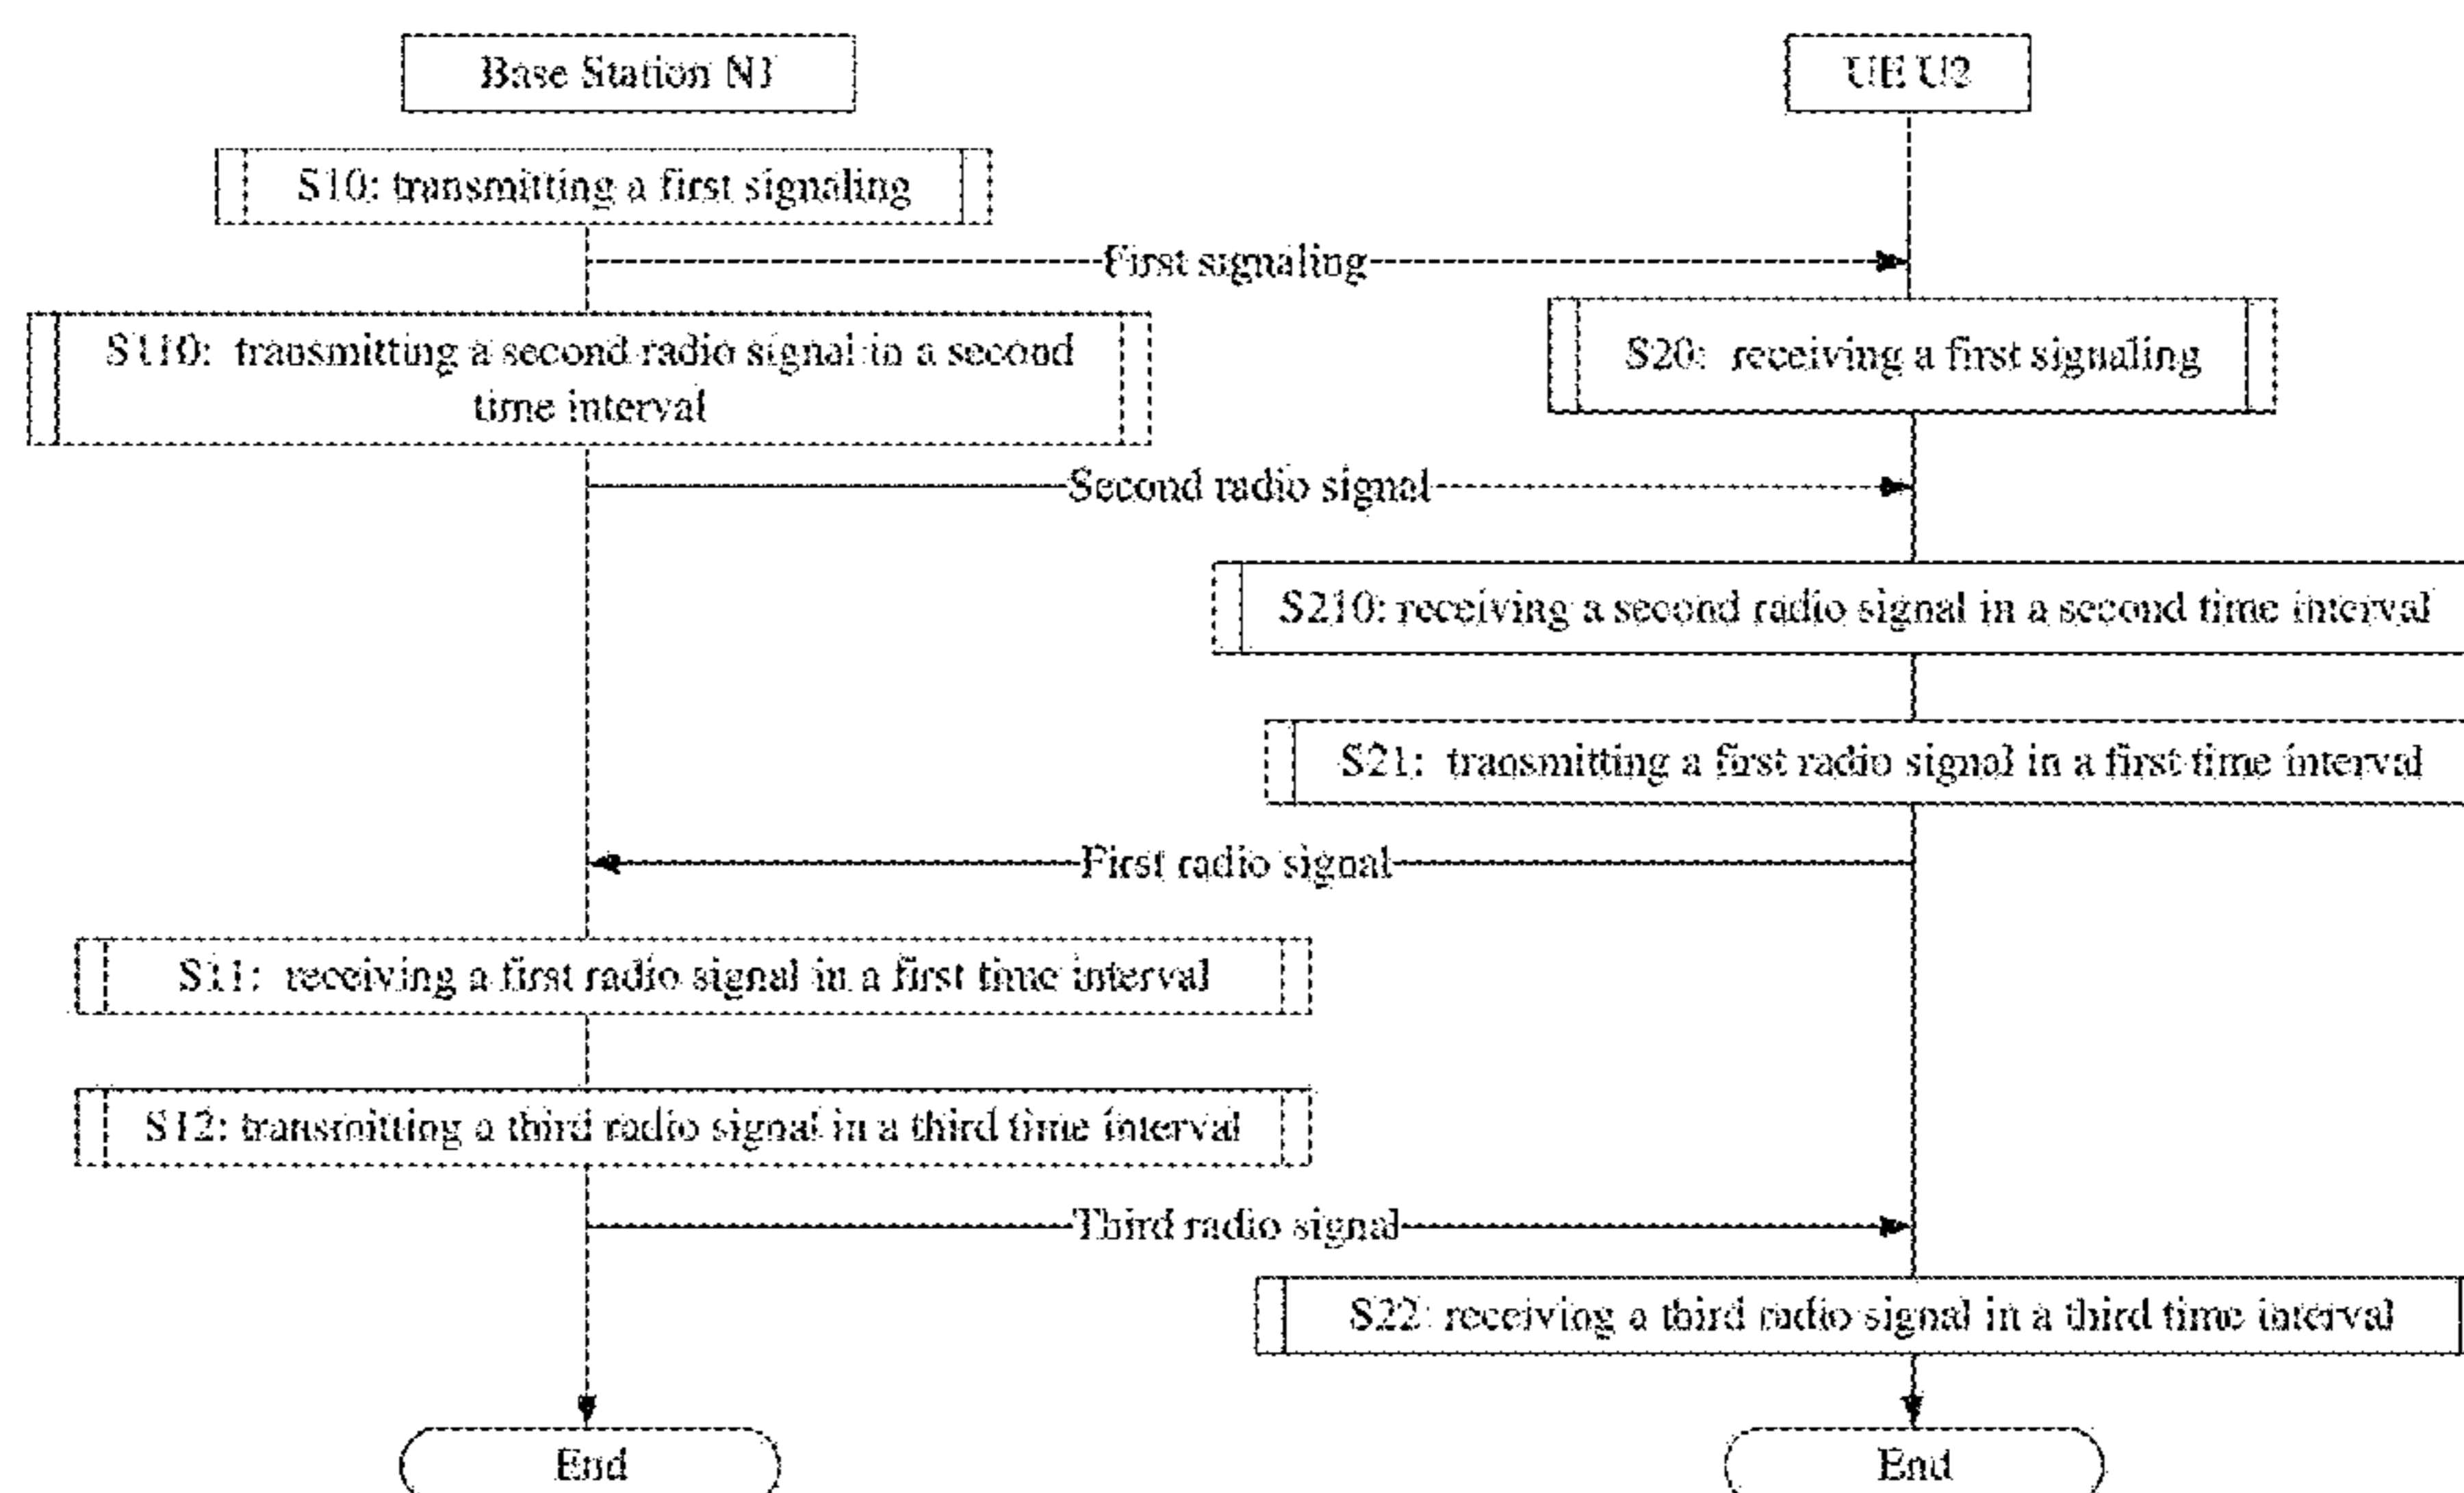 Base Station N1
UE U2
S10: transmitting a first signaling
First signaling
S110: transmitting a second radio signal in a second
time interval
S20: receiving a first signaling
Second radio signal
S210: receiving a second radio signal in a second time interval
S21: transmitting a first radio signal in a first time interval
First radio signal
S11: receiving a first radio signal in a first time interval
S12: transmitting a third radio signal in a third time interval
Third radio signal
S22: receiving a third radio signal in a third time interval
End
End